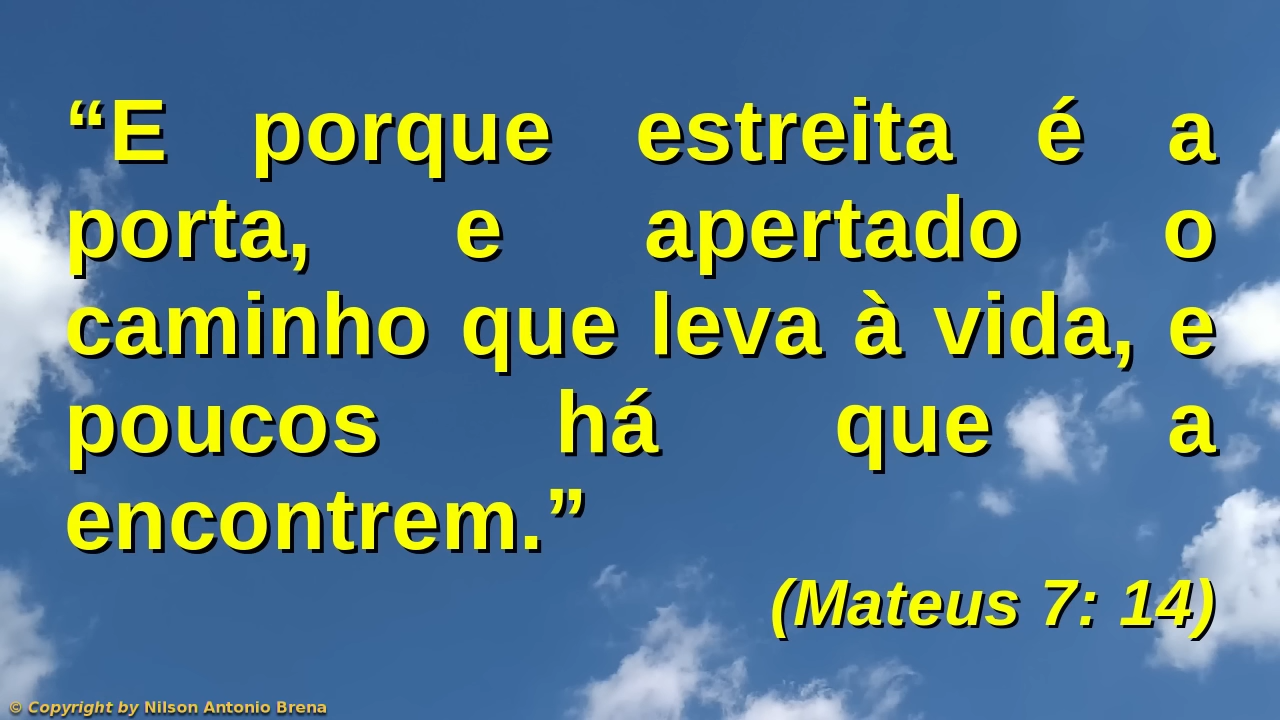 “E porque estreita é a
porta, e apertado o
caminho que leva à vida, e
poucos há que a
encontrem.”
(Mateus 7: 14)
© Copyright by Nilson Antonio Brena